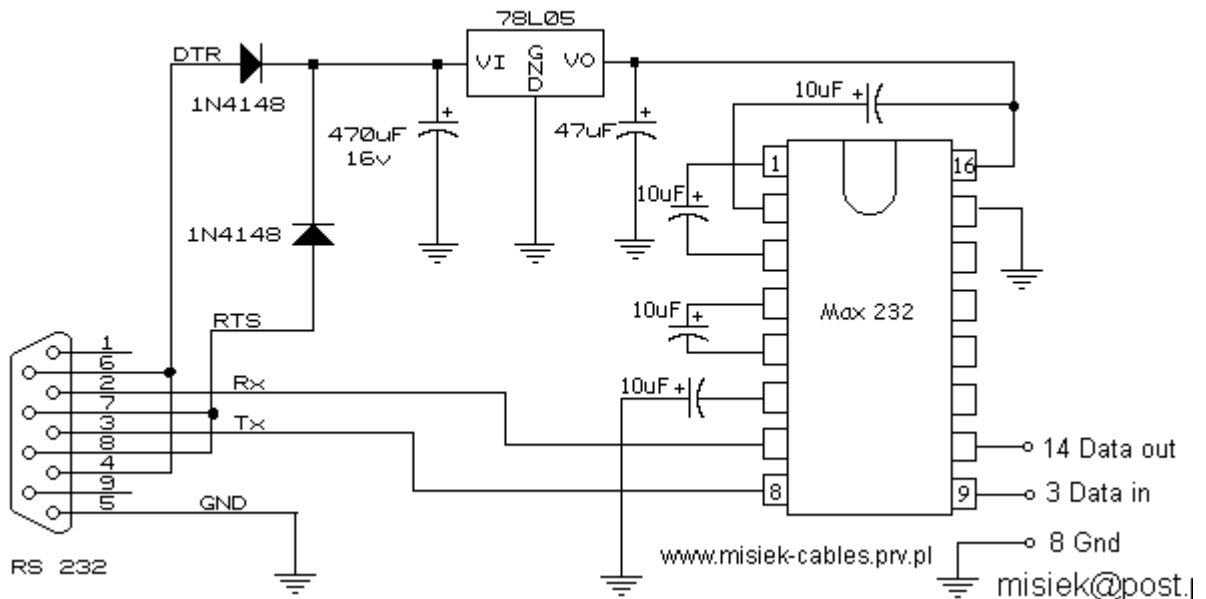 78L05
DTR
VI GND VO
1N4148
10uF +
470uF +
16v
47uF +
1
16
10uF +
1N4148
RTS
10uF +
Max 232
1
6
2
7
3
8
4
9
5
Rx
10uF +
Tx
14 Data out
8
9
3 Data in
GND
8 Gnd
RS 232
www.misiek-cables.prv.pl
misiek@post.